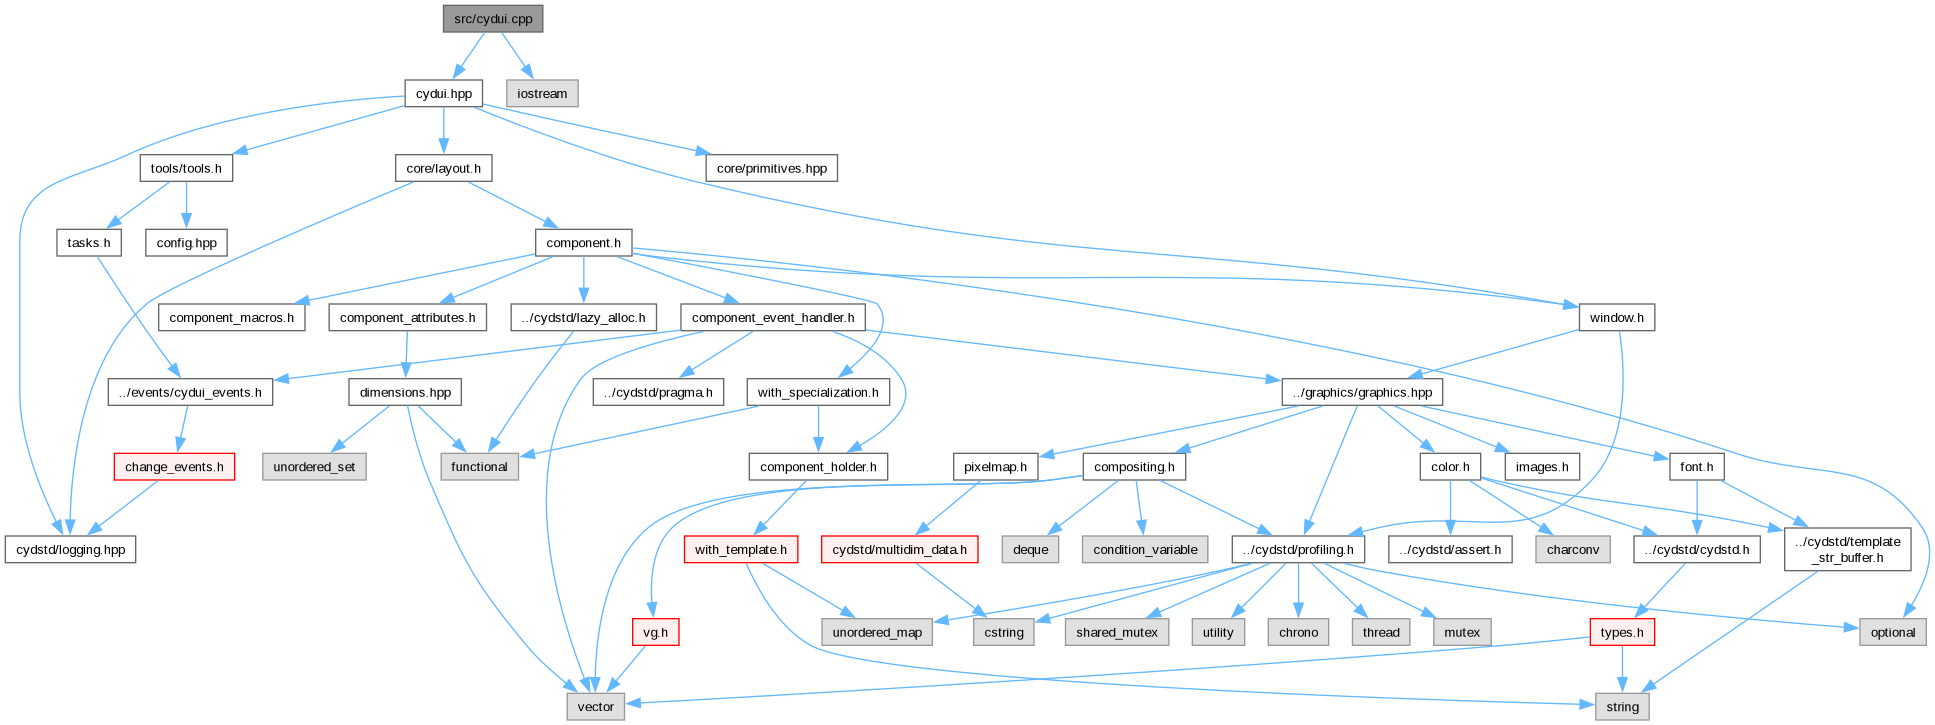 src/cydui.cpp
cydui.hpp
iostream
tools/tools.h
core/layout.h
core/primitives.hpp
tasks.h
config.hpp
component.h
component_macros.h
component_attributes.h
../cydstd/lazy_alloc.h
component_event_handler.h
window.h
../events/cydui_events.h
dimensions.hpp
../cydstd/pragma.h
with_specialization.h
../graphics/graphics.hpp
change_events.h
unordered_set
functional
component_holder.h
pixelmap.h
compositing.h
color.h
images.h
font.h
cydstd/logging.hpp
with_template.h
cydstd/multidim_data.h
deque
condition_variable
../cydstd/profiling.h
../cydstd/assert.h
charconv
../cydstd/cydstd.h
../cydstd/template
_str_buffer.h
vg.h
unordered_map
cstring
shared_mutex
utility
chrono
thread
mutex
types.h
optional
vector
string